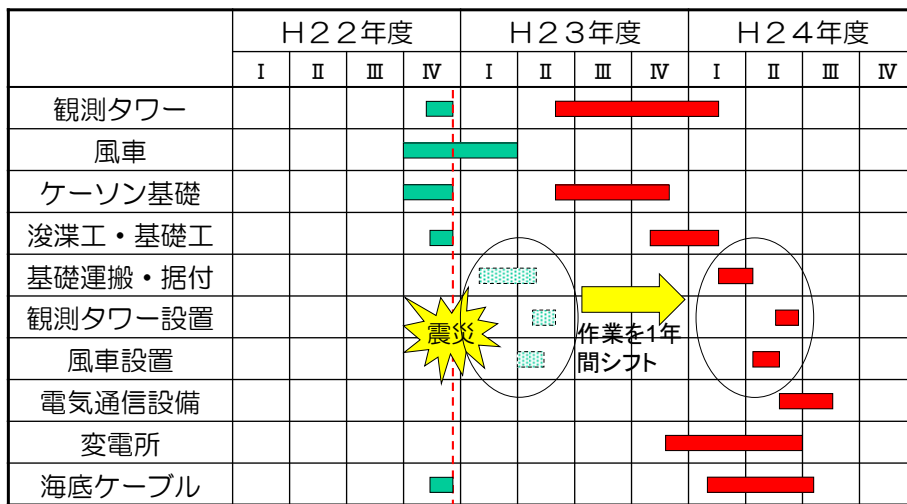 H22年度 H23年度 H24年度
Ⅰ Ⅱ Ⅲ Ⅳ Ⅰ Ⅱ Ⅲ Ⅳ Ⅰ Ⅱ Ⅲ Ⅳ
観測タワー
風車
ケーソン基礎
浚渫工・基礎工
基礎運搬・据付
観測タワー設置
震災
作業を1年
間シフト
風車設置
電気通信設備
変電所
海底ケーブル